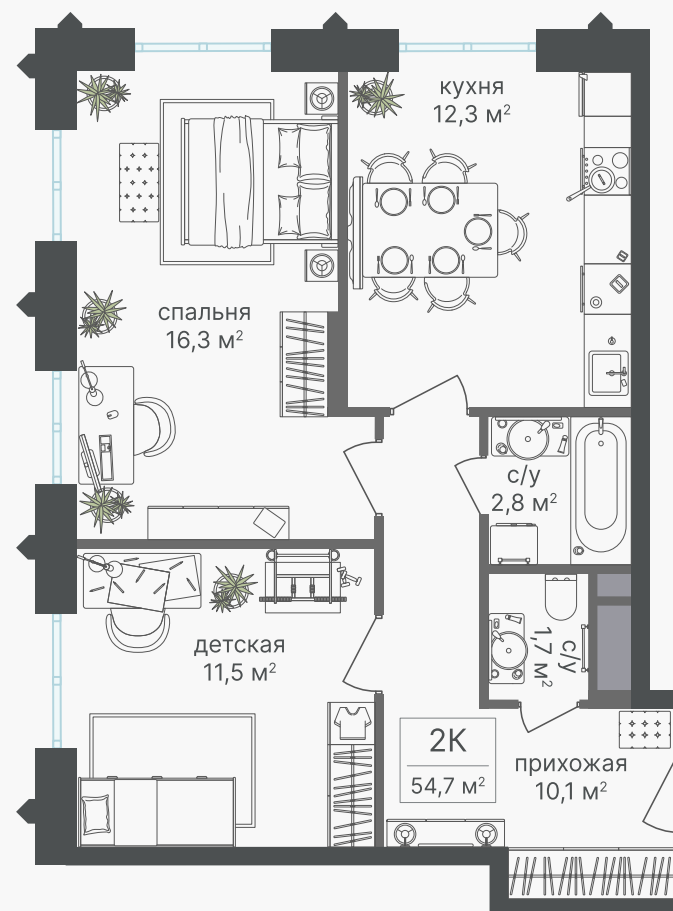 кухня
12,3 м²
спальня
16,3 м²
с/у
2,8 м²
детская
11,5 м²
с/у
1,7 м²
2К
54,7 м²
прихожая
10,1 м²